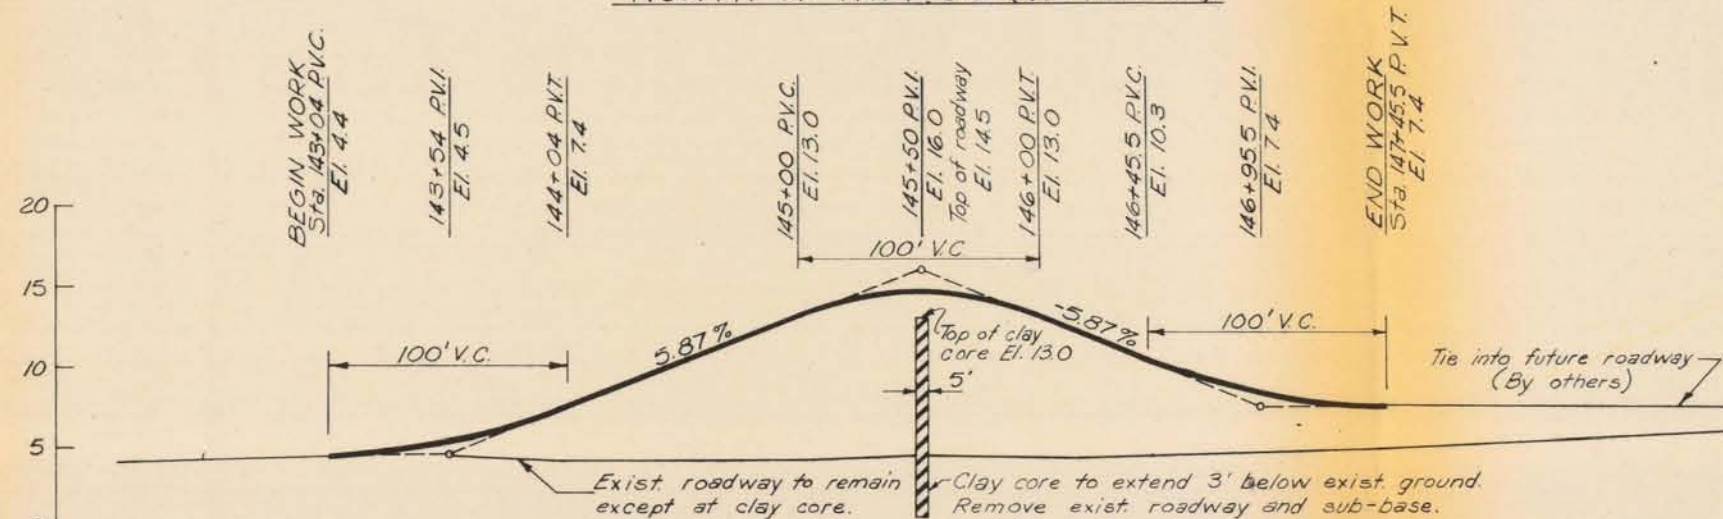 BEGIN WORK
Sta. 143+04 P.V.C.
El. 4.4
143+54 P.V.I.
El. 4.5
144+04 P.V.T.
El. 7.4
145+00 P.V.C.
El. 13.0
145+50 P.V.I.
El. 16.0
Top of roadway
El. 14.5
146+00 P.V.T.
El. 13.0
146+45.5 P.V.C.
El. 10.3
146+95.5 P.V.I.
El. 7.4
END WORK
Sta. 147+45.5 P.V.T.
El. 7.4
20
15
10
5
100' V.C.
5.87%
100' V.C
-5.87%
100' V.C.
Top of clay
core El. 13.0
5'
Tie into future roadway
(By others)
Exist. roadway to remain
except at clay core.
Clay core to extend 3' below exist. ground.
Remove exist. roadway and sub-base.